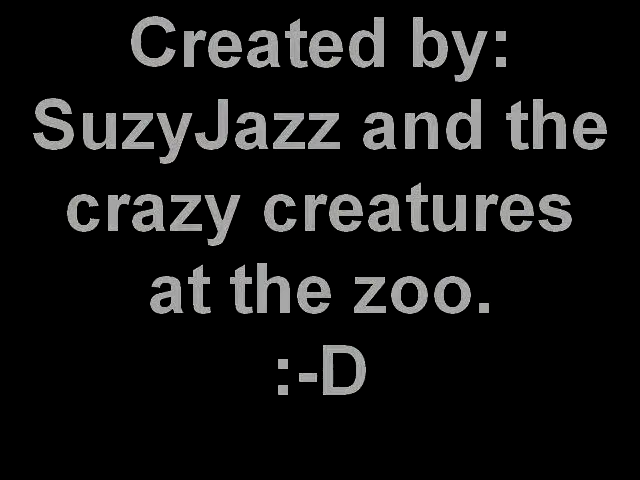 Created by:
SuzyJazz and the
crazy creatures
at the zoo.
:-D